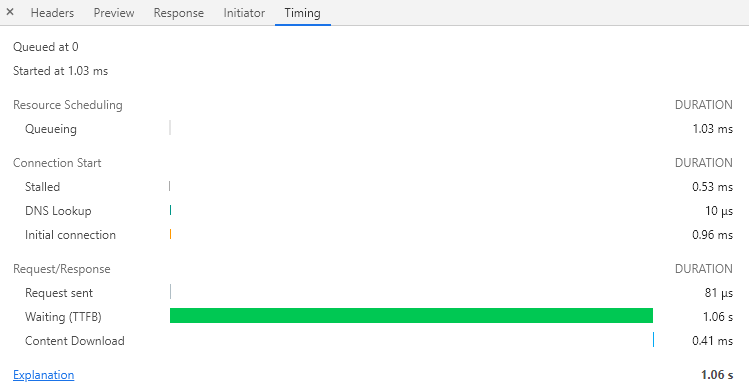 × Headers Preview Response Initiator Timing
Queued at 0
Started at 1.03 ms
Resource Scheduling DURATION
Queueing 1.03 ms
Connection Start DURATION
Stalled 0.53 ms
DNS Lookup 10 μs
Initial connection 0.96 ms
Request/Response DURATION
Request sent 81 μs
Waiting (TTFB) 1.06 s
Content Download 0.41 ms
Explanation 1.06 s